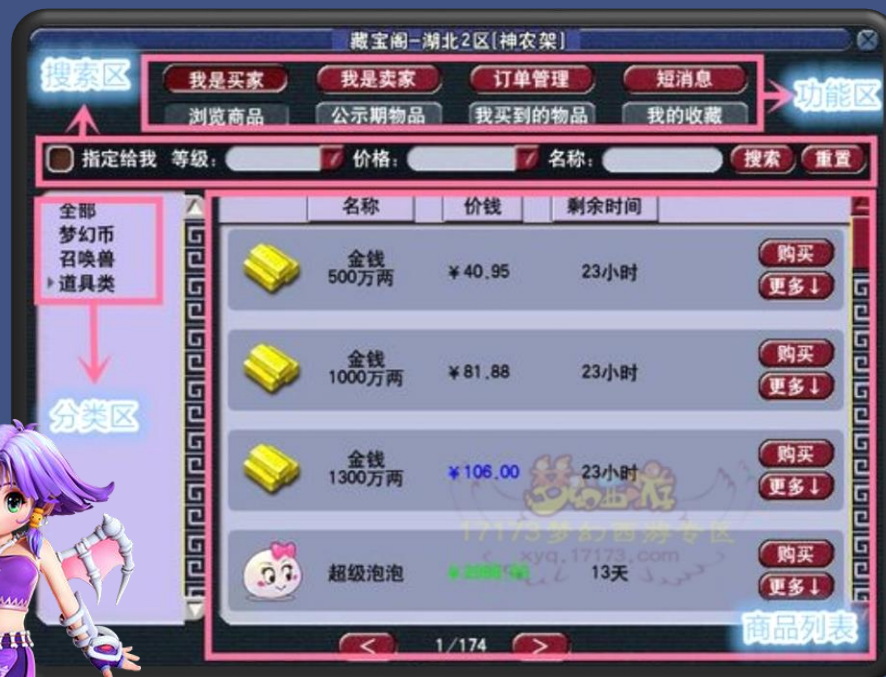 藏宝阁-湖北2区[神农架]
搜索区
我是买家 我是卖家 订单管理 短消息
功能区
浏览商品 公示期物品 我买到的物品 我的收藏
指定给我 等级: 价格: 名称: 搜索 重置
全部
梦幻币
召唤兽
道具类
分类区
名称 价钱 剩余时间
金钱
500万两 ¥40.95 23小时
购买
更多↓
金钱
1000万两 ¥81.88 23小时
购买
更多↓
金钱
1300万两 ¥106.00 23小时
购买
更多↓
梦幻西游
17173梦幻西游专区
xyq.17173.com
超级泡泡 13天
购买
更多↓
商品列表
< 1/174 >